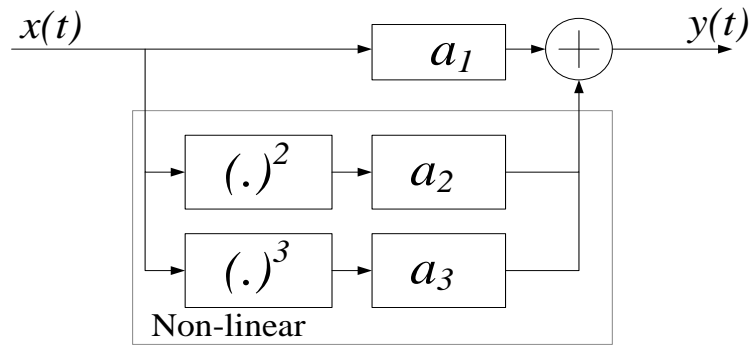 x(t)
a₁
y(t)
(.)²
a₂
(.)³
a₃
Non-linear